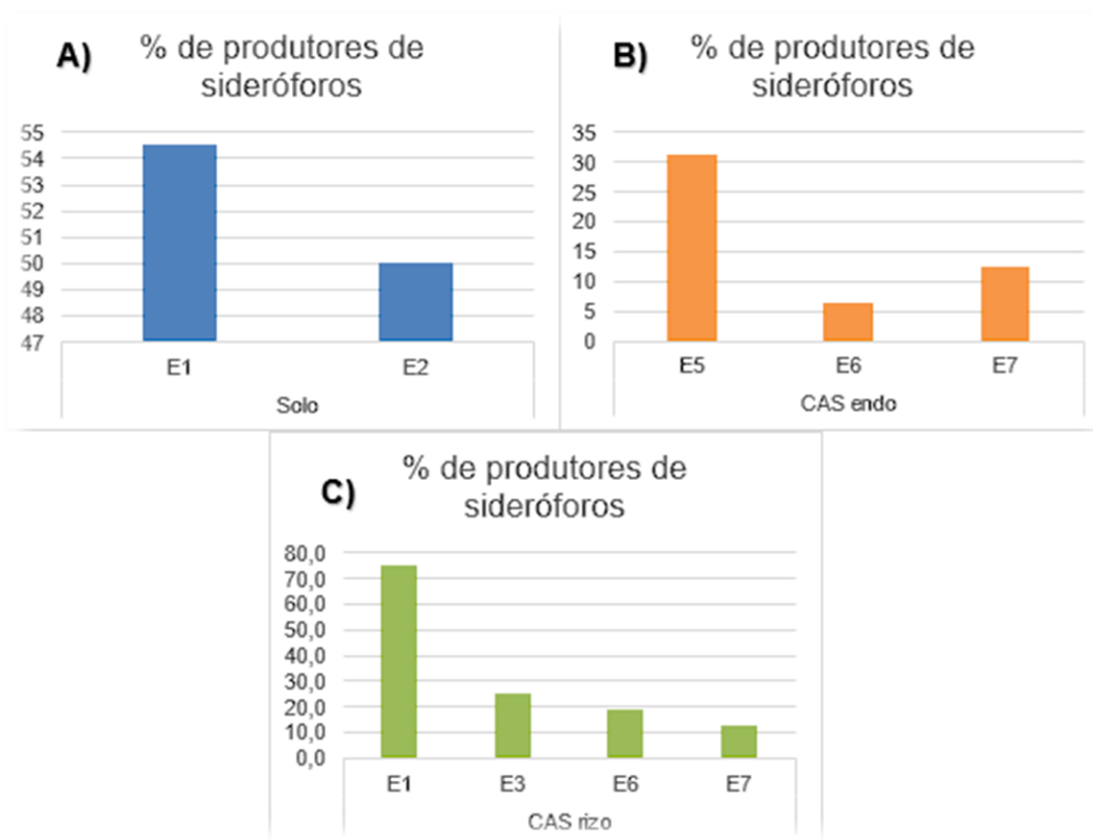 A)
% de produtores de
sideróforos
55
54
53
52
51
50
49
48
47
E1 E2
Solo
B)
% de produtores de
sideróforos
35
30
25
20
15
10
5
0
E5 E6 E7
CAS endo
C)
% de produtores de
sideróforos
80,0
70,0
60,0
50,0
40,0
30,0
20,0
10,0
0,0
E1 E3 E6 E7
CAS rizo